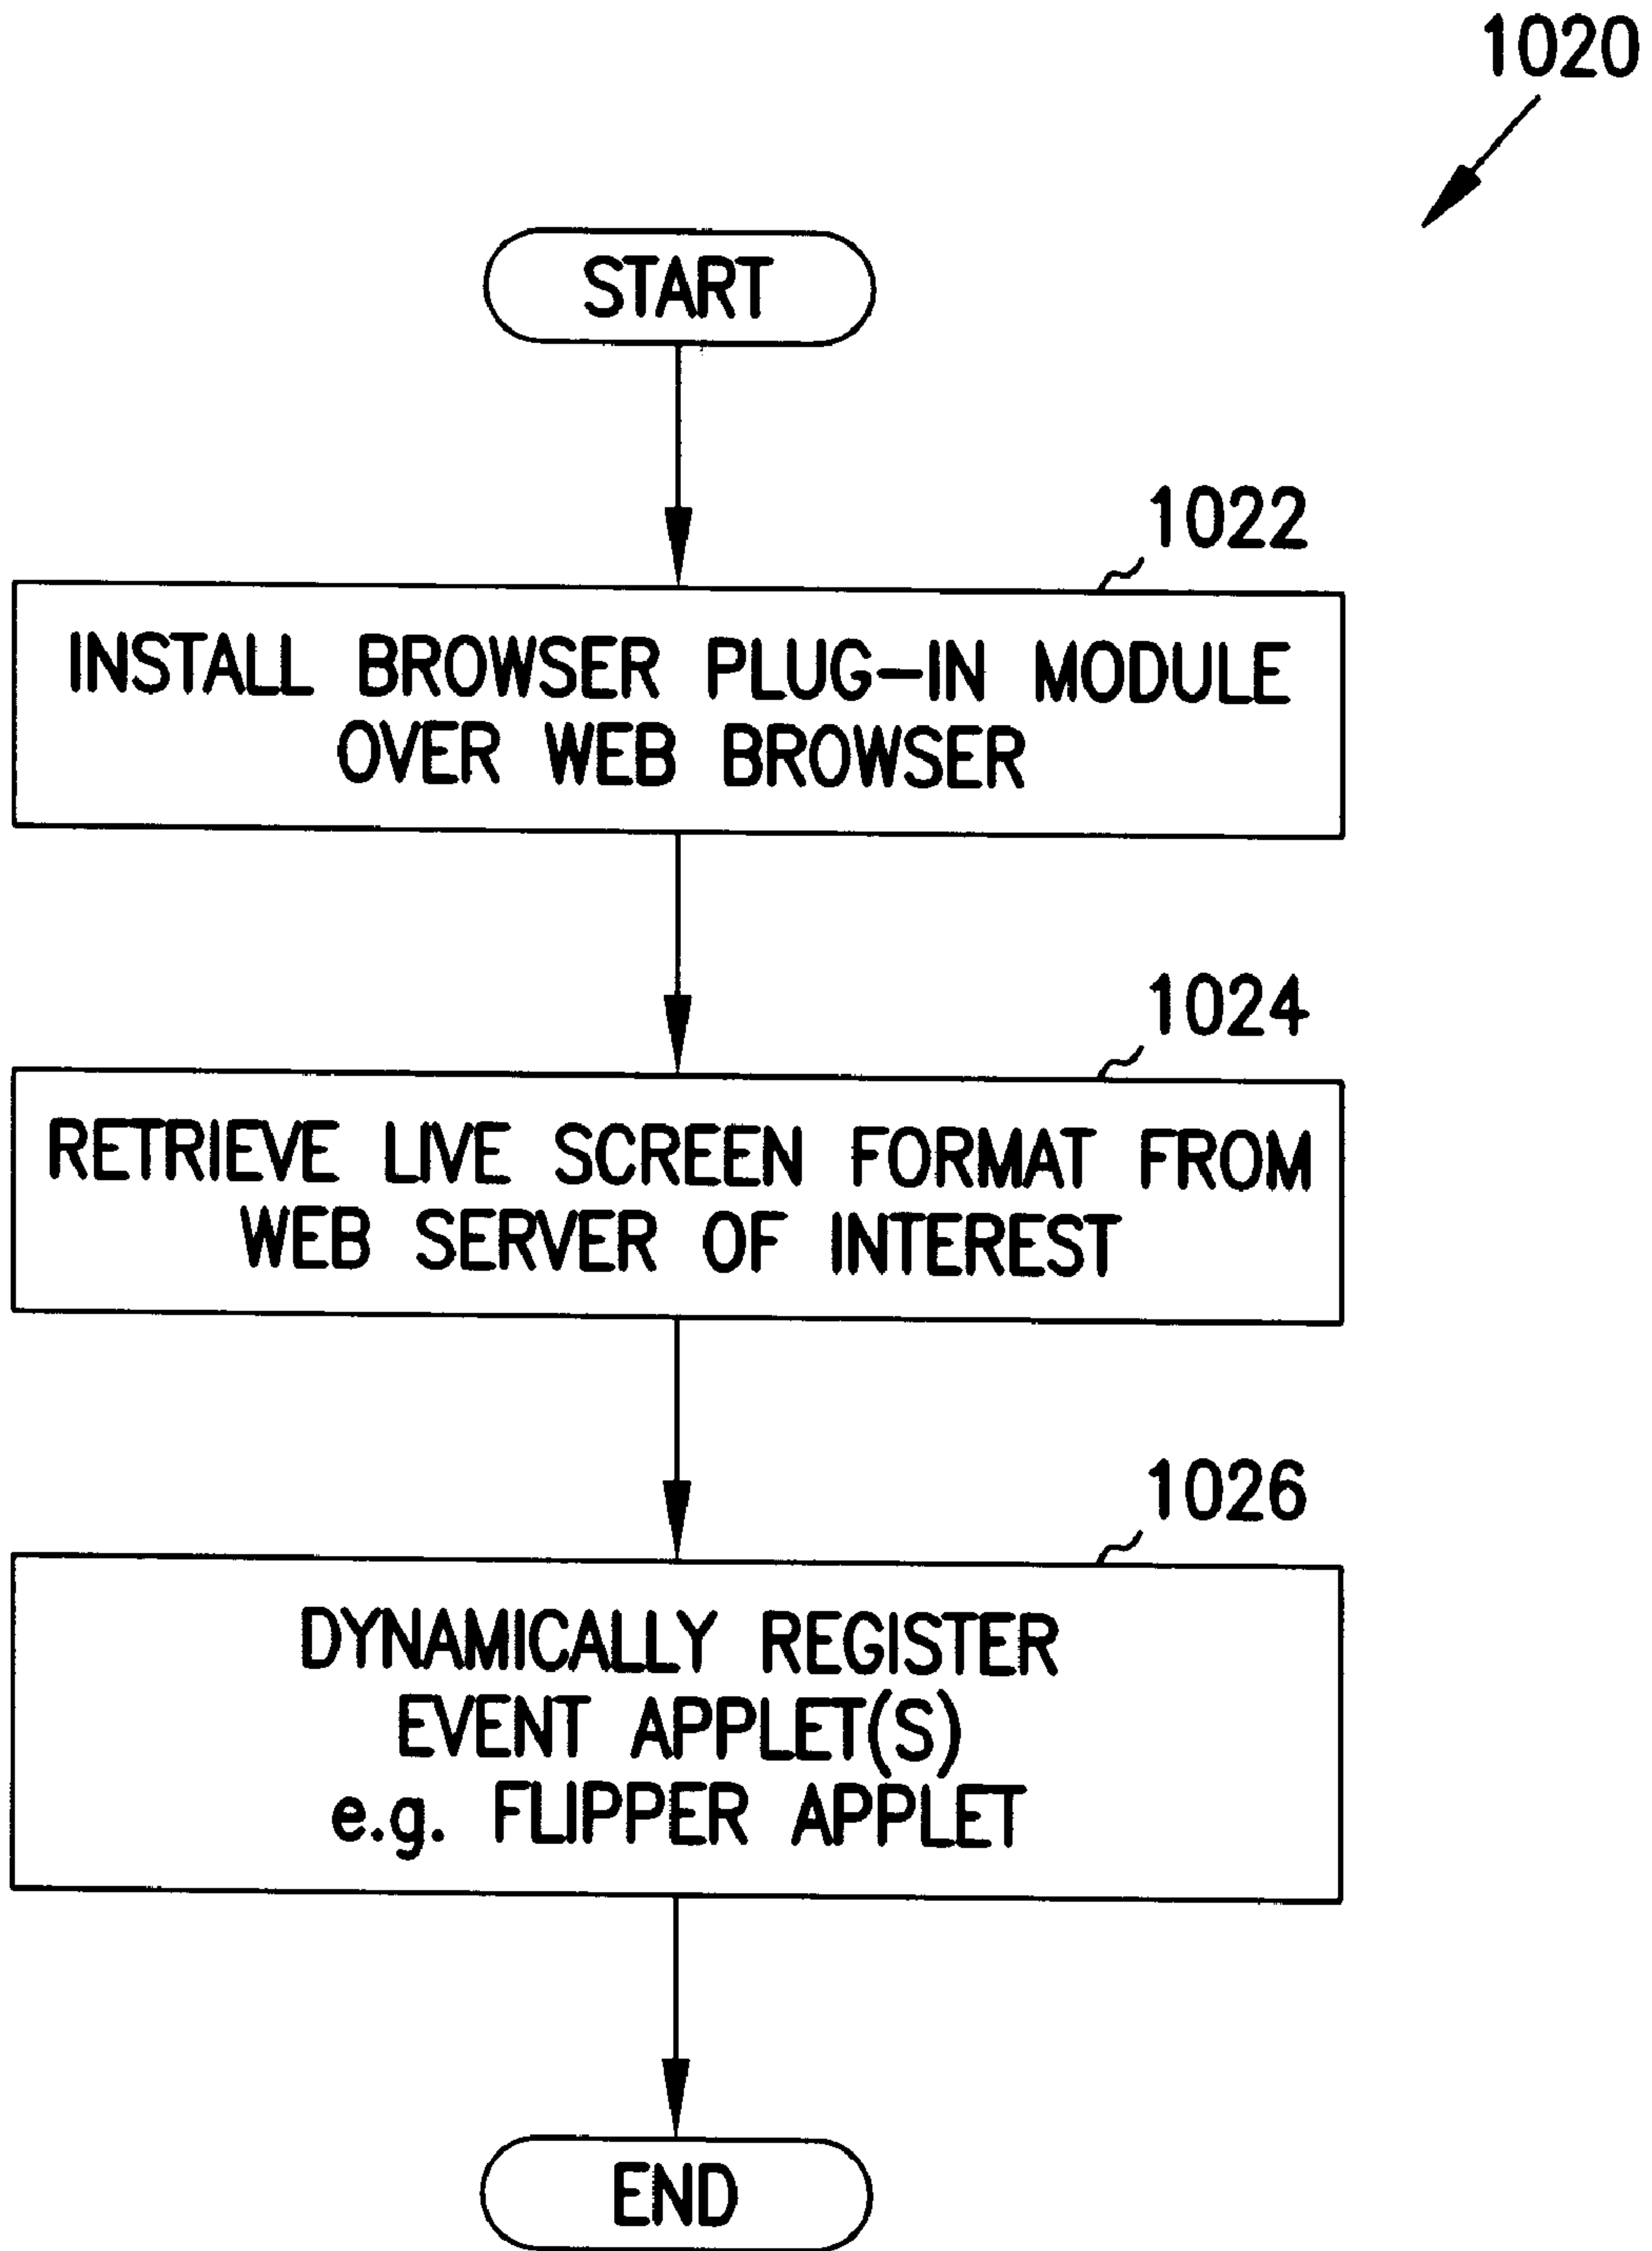 1020
START
1022
INSTALL BROWSER PLUG-IN MODULE
OVER WEB BROWSER
1024
RETRIEVE LIVE SCREEN FORMAT FROM
WEB SERVER OF INTEREST
1026
DYNAMICALLY REGISTER
EVENT APPLET(S)
e.g. FLIPPER APPLET
END